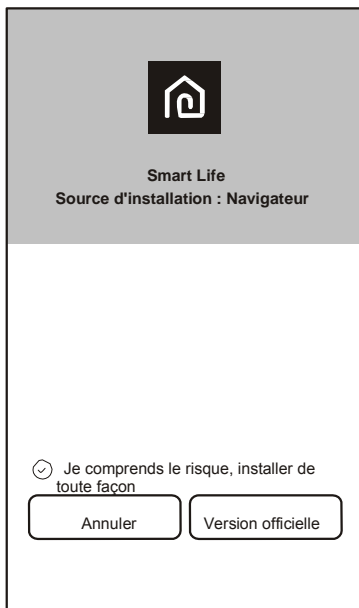 Smart Life
Source d'installation : Navigateur
Je comprends le risque, installer de
toute façon
Annuler
Version officielle